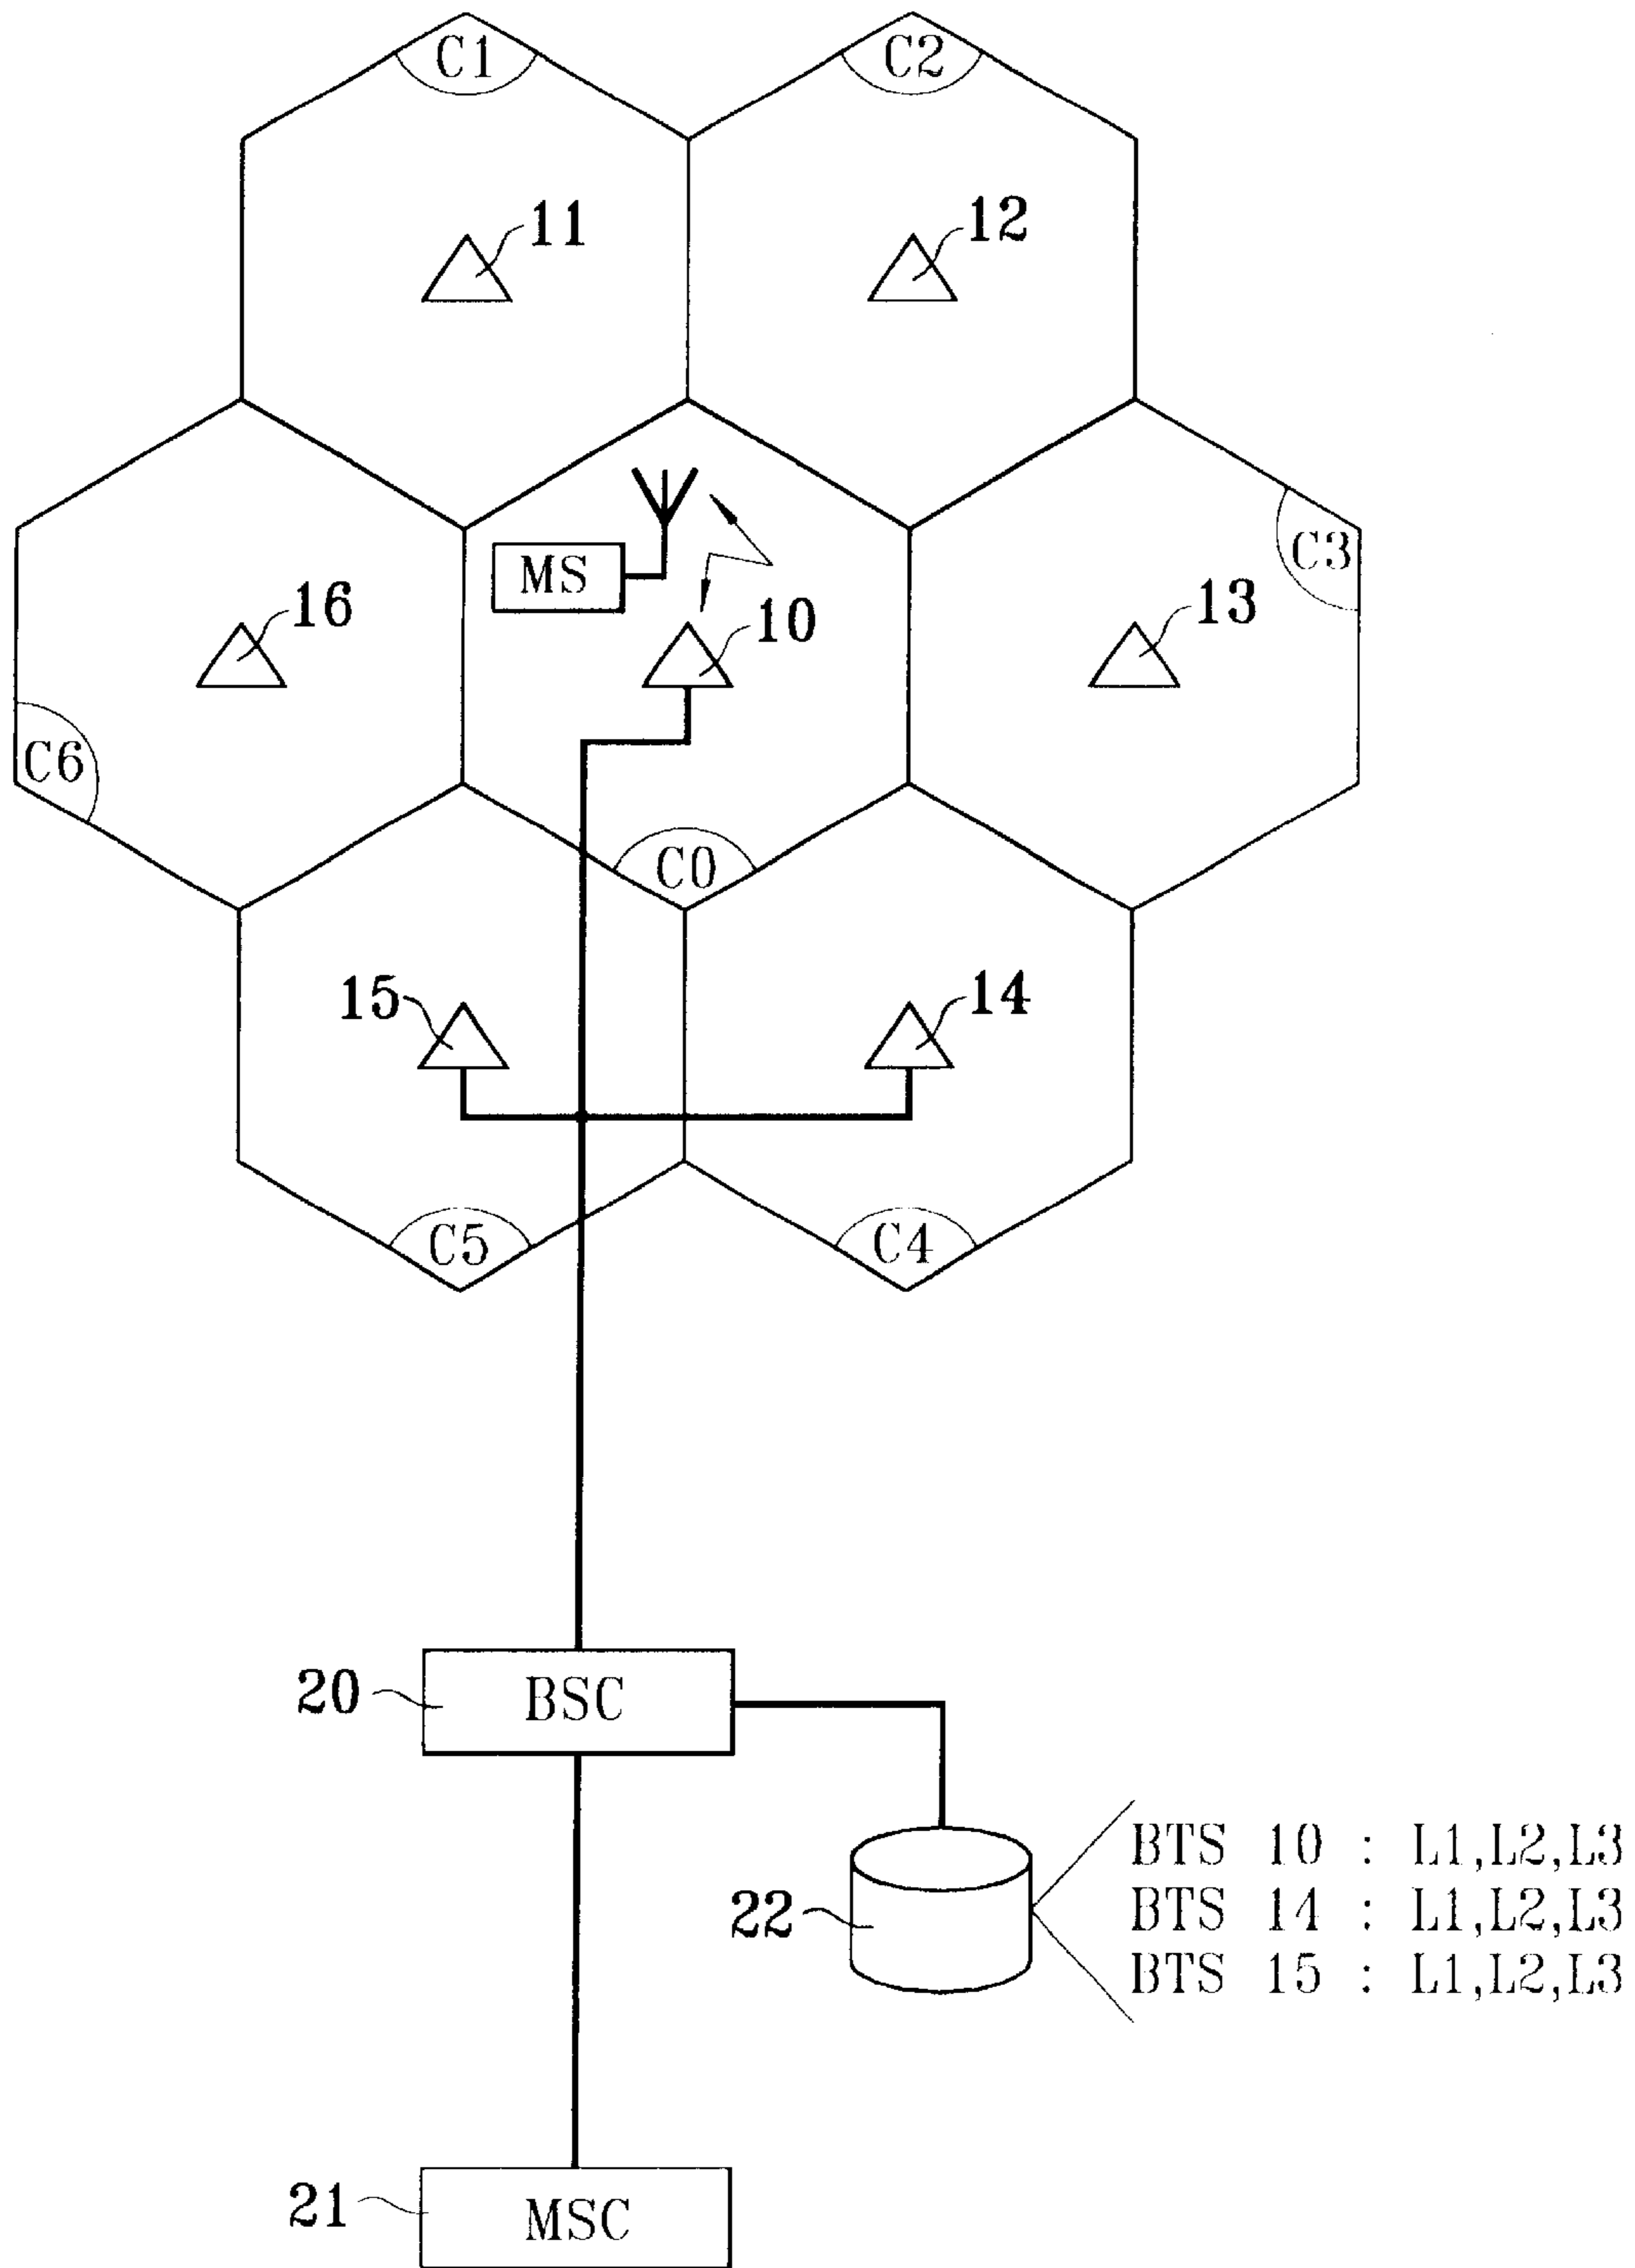 C1
C2
11
12
MS
C3
16
10
13
C6
C0
15
14
C5
C4
20
BSC
22
BTS 10 : L1,L2,L3
BTS 14 : L1,L2,L3
BTS 15 : L1,L2,L3
21
MSC